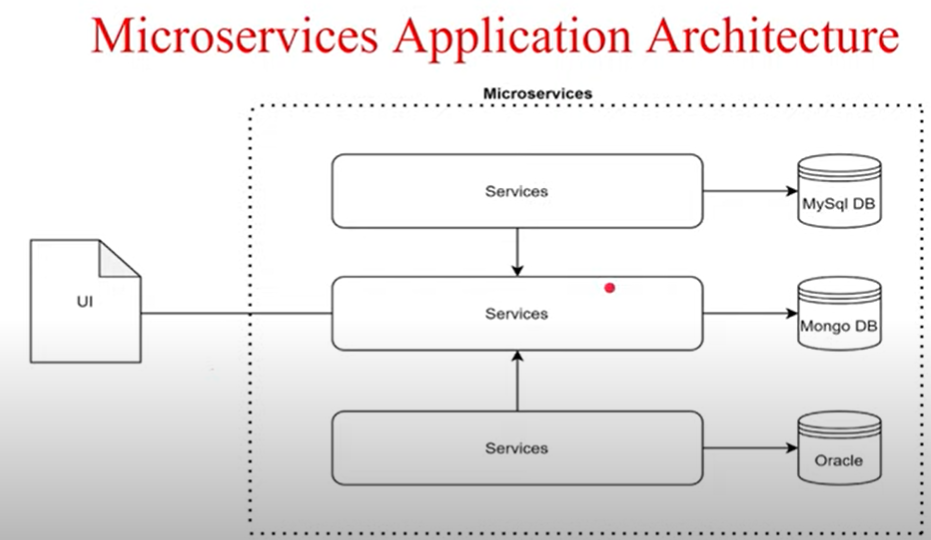 Microservices Application Architecture
Microservices
Services
MySql DB
UI
Services
Mongo DB
Services
Oracle